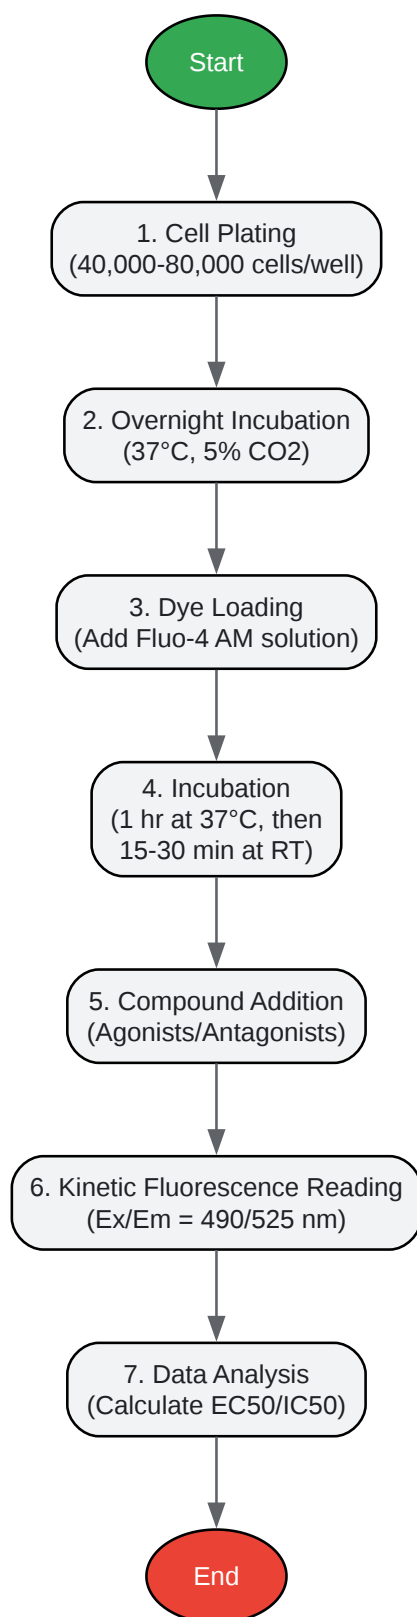 Start
1. Cell Plating
(40,000-80,000 cells/well)
2. Overnight Incubation
(37°C, 5% CO2)
3. Dye Loading
(Add Fluo-4 AM solution)
4. Incubation
(1 hr at 37°C, then
15-30 min at RT)
5. Compound Addition
(Agonists/Antagonists)
6. Kinetic Fluorescence Reading
(Ex/Em = 490/525 nm)
7. Data Analysis
(Calculate EC50/IC50)
End